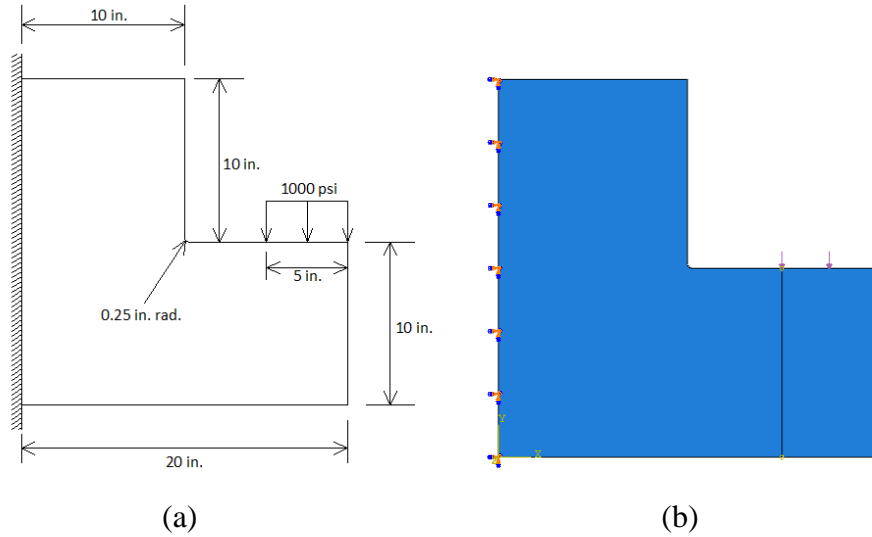 10 in.
10 in.
1000 psi
5 in.
0.25 in. rad.
10 in.
20 in.
(a)
Y
X
(b)